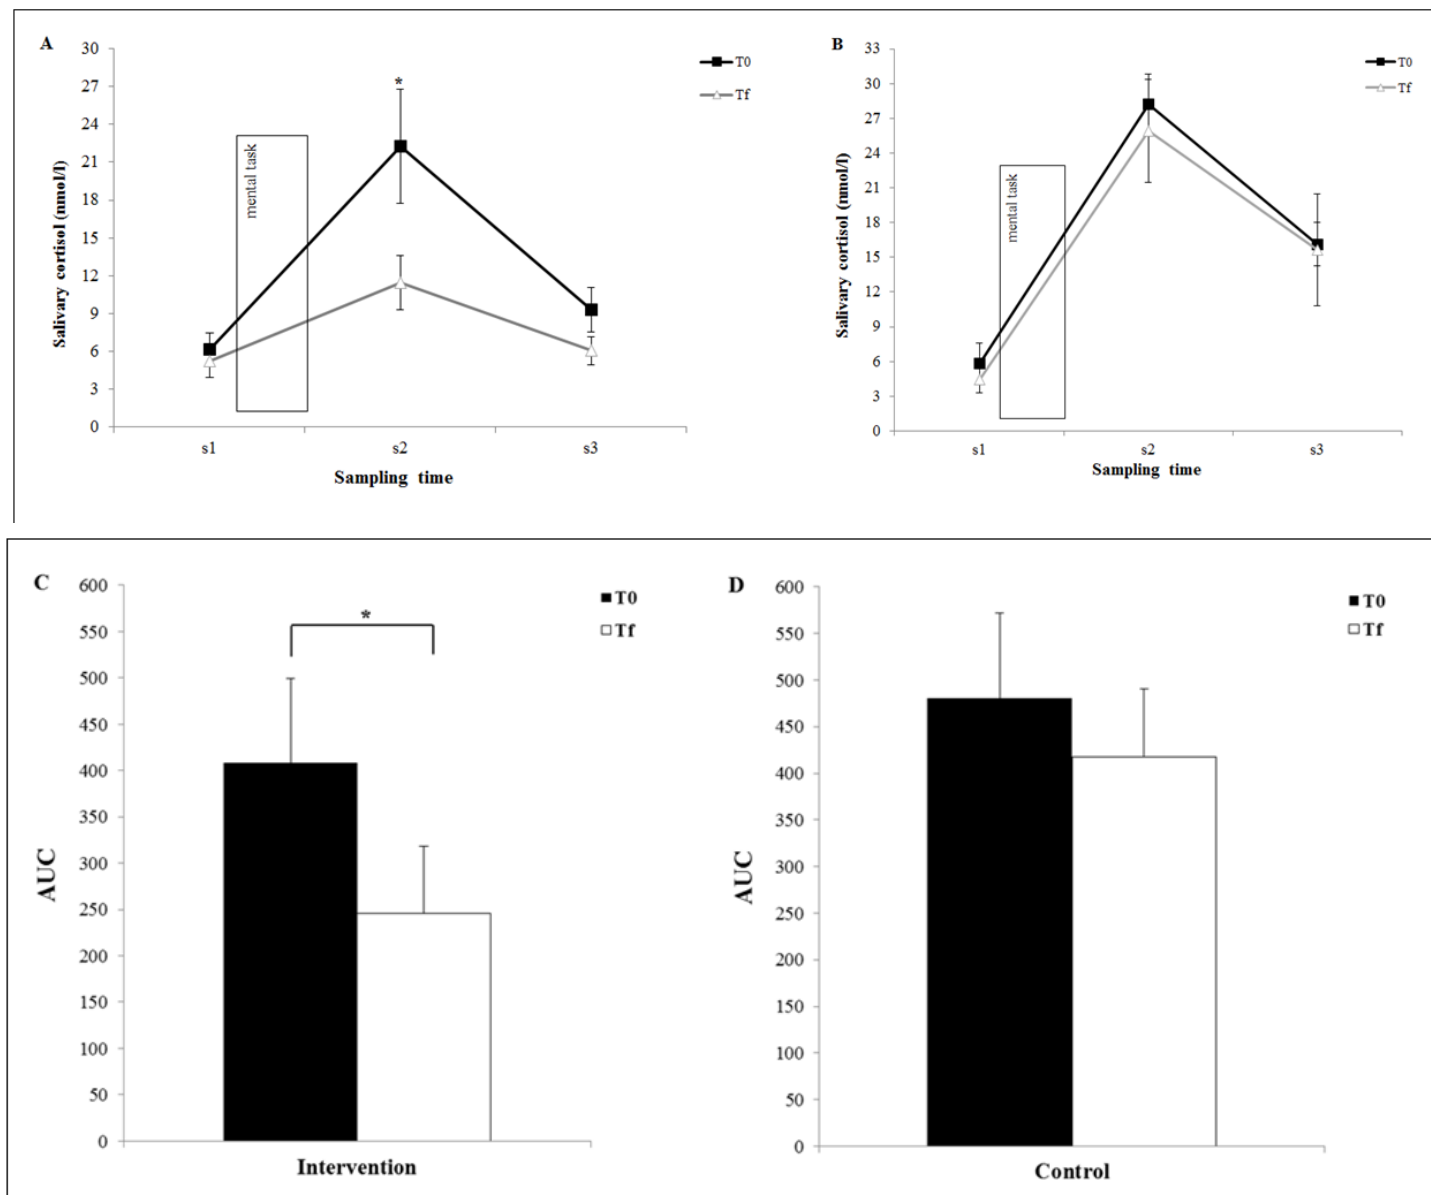 A
30
27
24
21
18
15
12
9
6
3
0
Salivary cortisol (nmol/l)
*
mental task
T0
Tf
s1 s2 s3
Sampling time
B
33
30
27
24
21
18
15
12
9
6
3
0
Salivary cortisol (nmol/l)
mental task
T0
Tf
s1 s2 s3
Sampling time
C
600
550
500
450
400
350
300
250
200
150
100
50
0
AUC
*
T0
Tf
Intervention
D
600
550
500
450
400
350
300
250
200
150
100
50
0
AUC
T0
Tf
Control